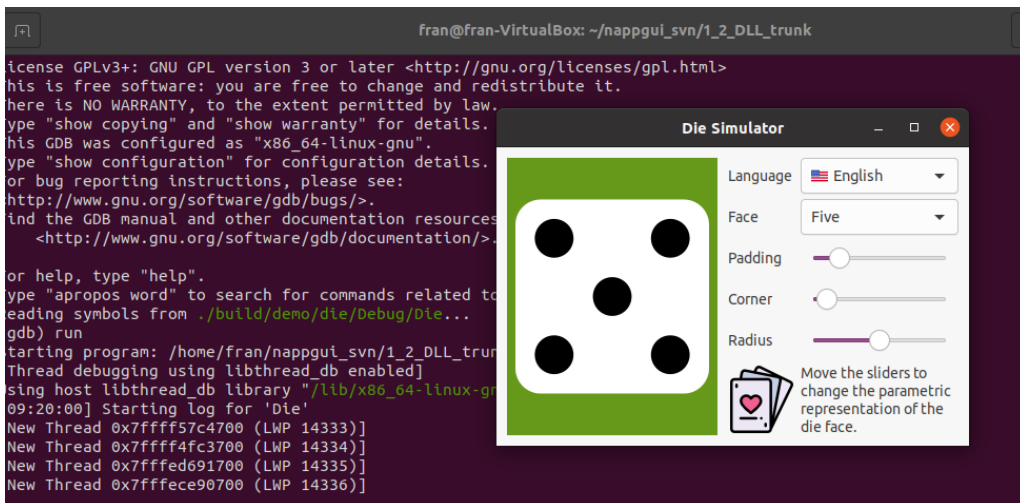 fran@fran-VirtualBox: ~/nappgui_svn/1_2_DLL_trunk
icense GPLv3+: GNU GPL version 3 or later <http://gnu.org/licenses/gpl.html>
his is free software: you are free to change and redistribute it.
here is NO WARRANTY, to the extent permitted by law.
ype "show copying" and "show warranty" for details.
his GDB was configured as "x86_64-linux-gnu".
ype "show configuration" for configuration details.
or bug reporting instructions, please see:
http://www.gnu.org/software/gdb/bugs/>.
ind the GDB manual and other documentation resources
<http://www.gnu.org/software/gdb/documentation/>.
or help, type "help".
ype "apropos word" to search for commands related to
eading symbols from ./build/demo/die/Debug/Die...
gdb) run
tarting program: /home/fran/nappgui_svn/1_2_DLL_trun
Thread debugging using libthread_db enabled]
sing host libthread_db library "/lib/x86_64-linux-gn
09:20:00] Starting log for 'Die'
New Thread 0x7ffff57c4700 (LWP 14333)]
New Thread 0x7ffff4ffc3700 (LWP 14334)]
New Thread 0x7fffed691700 (LWP 14335)]
New Thread 0x7fffece90700 (LWP 14336)]
Die Simulator
Language English
Face Five
Padding
Corner
Radius
Move the sliders to
change the parametric
representation of the
die face.